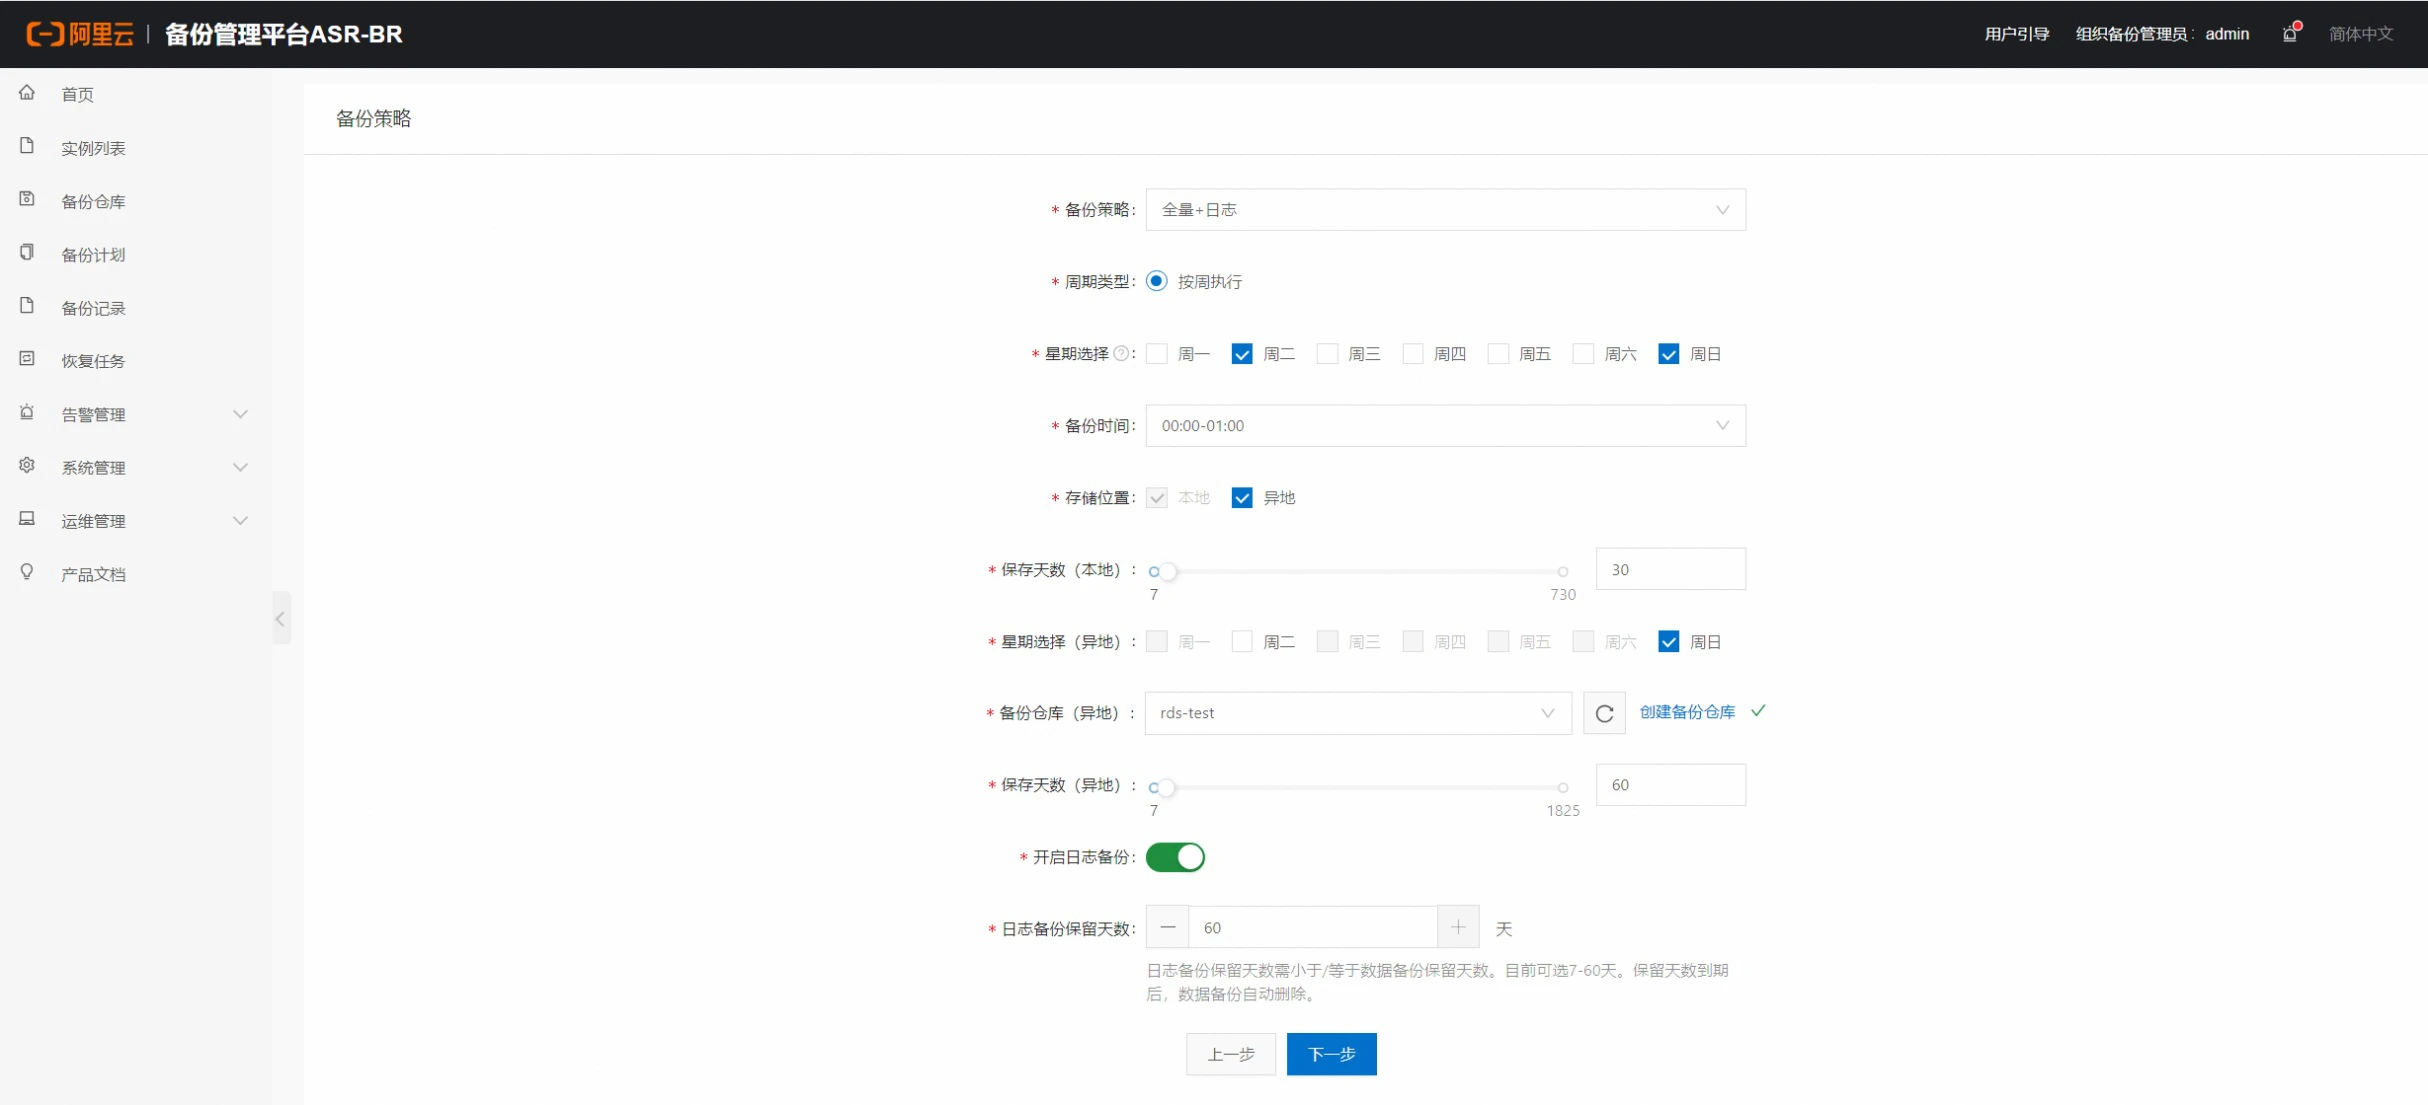 阿里云 | 备份管理平台ASR-BR
用户引导 组织备份管理员: admin 简体中文
首页
实例列表
备份仓库
备份计划
备份记录
恢复任务
告警管理
系统管理
运维管理
产品文档
备份策略
* 备份策略: 全量+日志
* 周期类型: 按周执行
* 星期选择 ? : 周一 周二 周三 周四 周五 周六 周日
* 备份时间: 00:00-01:00
* 存储位置: 本地 异地
* 保存天数（本地）: 30
7 730
* 星期选择（异地）: 周一 周二 周三 周四 周五 周六 周日
* 备份仓库（异地）: rds-test 创建备份仓库
* 保存天数（异地）: 60
7 1825
* 开启日志备份:
* 日志备份保留天数: 60 天
日志备份保留天数需小于/等于数据备份保留天数。目前可选7-60天。保留天数到期
后，数据备份自动删除。
上一步 下一步